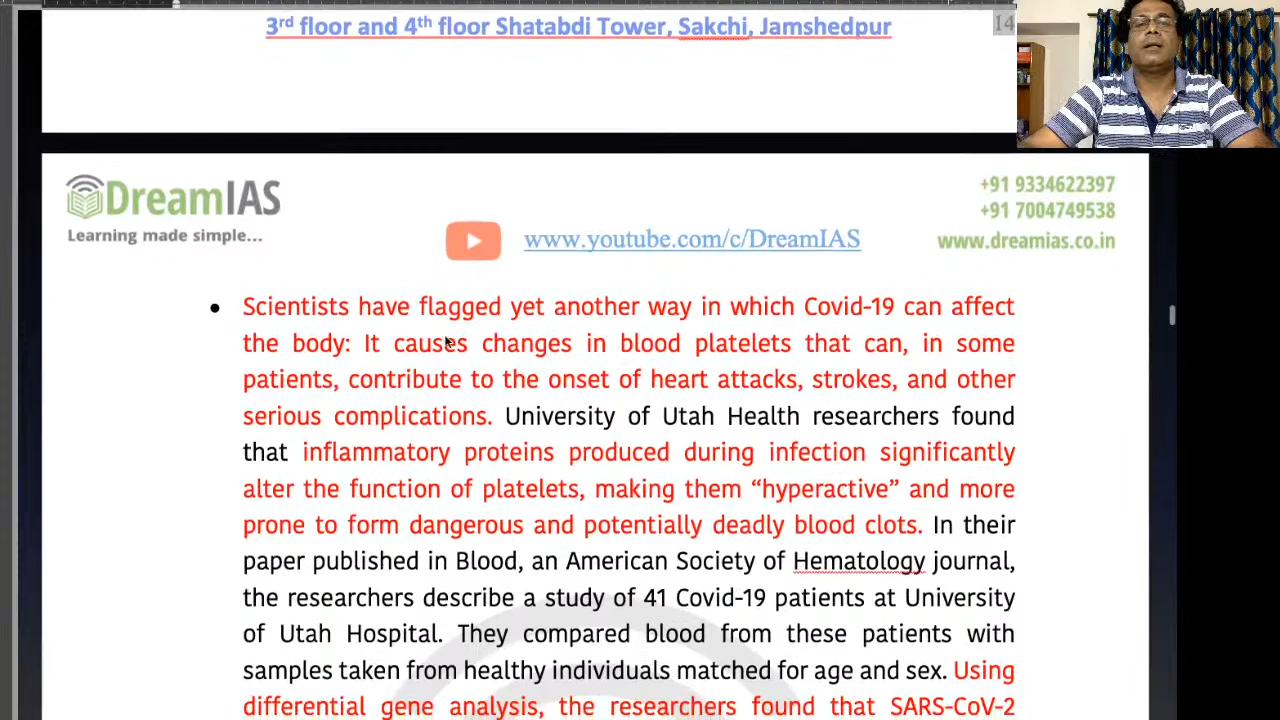 3rd floor and 4th floor Shatabdi Tower, Sakchi, Jamshedpur
14
DreamIAS
Learning made simple...
www.youtube.com/c/DreamIAS
+91 9334622397
+91 7004749538
www.dreamias.co.in
• Scientists have flagged yet another way in which Covid-19 can affect
the body: It causes changes in blood platelets that can, in some
patients, contribute to the onset of heart attacks, strokes, and other
serious complications. University of Utah Health researchers found
that inflammatory proteins produced during infection significantly
alter the function of platelets, making them “hyperactive” and more
prone to form dangerous and potentially deadly blood clots. In their
paper published in Blood, an American Society of Hematology journal,
the researchers describe a study of 41 Covid-19 patients at University
of Utah Hospital. They compared blood from these patients with
samples taken from healthy individuals matched for age and sex. Using
differential gene analysis, the researchers found that SARS-CoV-2